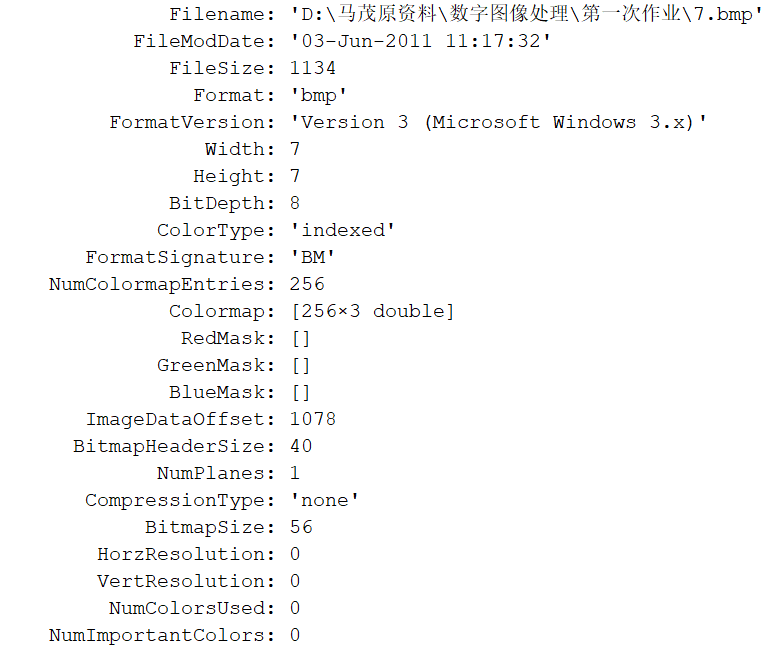 Filename: 'D:\马茂原资料\数字图像处理\第一次作业\7.bmp'
FileModDate: '03-Jun-2011 11:17:32'
FileSize: 1134
Format: 'bmp'
FormatVersion: 'Version 3 (Microsoft Windows 3.x)'
Width: 7
Height: 7
BitDepth: 8
ColorType: 'indexed'
FormatSignature: 'BM'
NumColormapEntries: 256
Colormap: [256×3 double]
RedMask: []
GreenMask: []
BlueMask: []
ImageDataOffset: 1078
BitmapHeaderSize: 40
NumPlanes: 1
CompressionType: 'none'
BitmapSize: 56
HorzResolution: 0
VertResolution: 0
NumColorsUsed: 0
NumImportantColors: 0